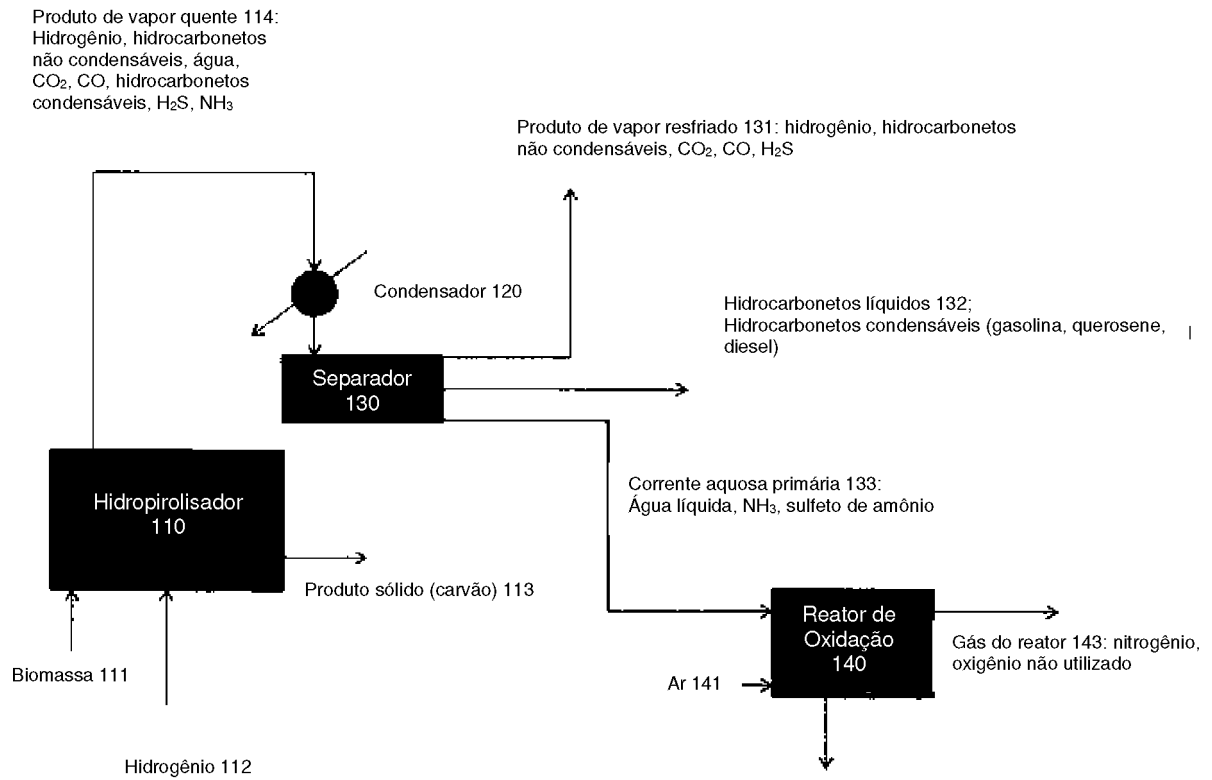 Produto de vapor quente 114:
Hidrogênio, hidrocarbonetos
não condensáveis, água,
CO₂, CO, hidrocarbonetos
condensáveis, H₂S, NH₃
Produto de vapor resfriado 131: hidrogênio, hidrocarbonetos
não condensáveis, CO₂, CO, H₂S
Condensador 120
Hidrocarbonetos líquidos 132;
Hidrocarbonetos condensáveis (gasolina, querosene,
diesel)
Separador
130
Corrente aquosa primária 133:
Água líquida, NH₃, sulfeto de amônio
Hidropirolisador
110
Produto sólido (carvão) 113
Reator de
Oxidação
140
Gás do reator 143: nitrogênio,
oxigênio não utilizado
Biomassa 111
Ar 141
Hidrogênio 112